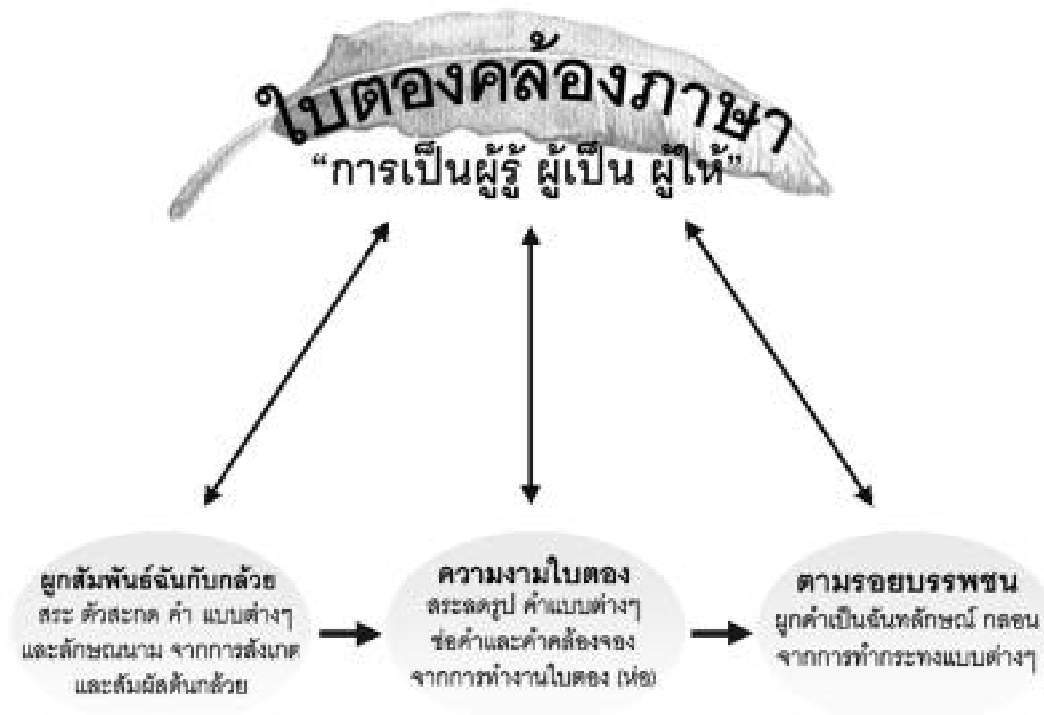 ใบตองคล้องภาษา
“การเป็นผู้รู้ ผู้เป็น ผู้ให้”
ผูกสัมพันธ์ฉันกับกล้วย
สระ ตัวสะกด คำ แบบต่างๆ
และลักษณนาม จากการสังเกต
และสัมผัสต้นกล้วย
ความงามใบตอง
สระลดรูป คำแบบต่างๆ
ช่อคำและคำคล้องจอง
จากการทำงานใบตอง (ห่อ)
ตามรอยบรรพชน
ผูกคำเป็นฉันทลักษณ์ กลอน
จากการทำกระทงแบบต่างๆ